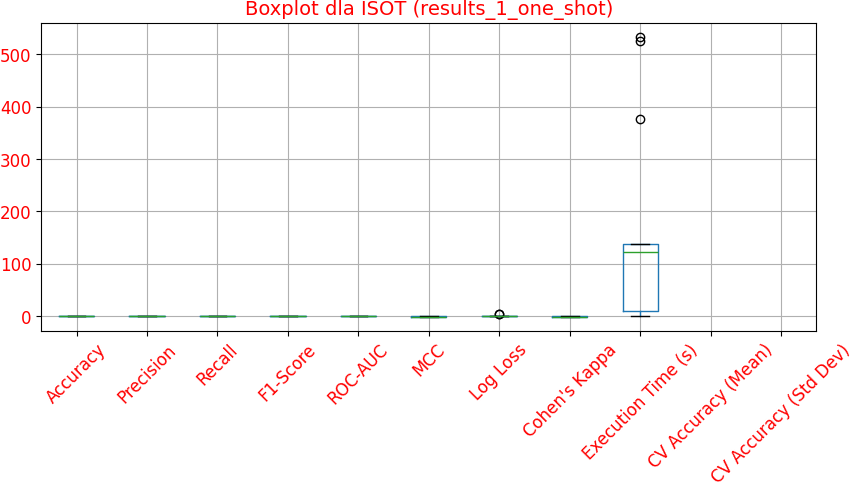 Boxplot dla ISOT (results_1_one_shot)
500
400
300
200
100
0
Accuracy
Precision
Recall
F1-Score
ROC-AUC
MCC
Log Loss
Cohen's Kappa
Execution Time (s)
CV Accuracy (Mean)
CV Accuracy (Std Dev)